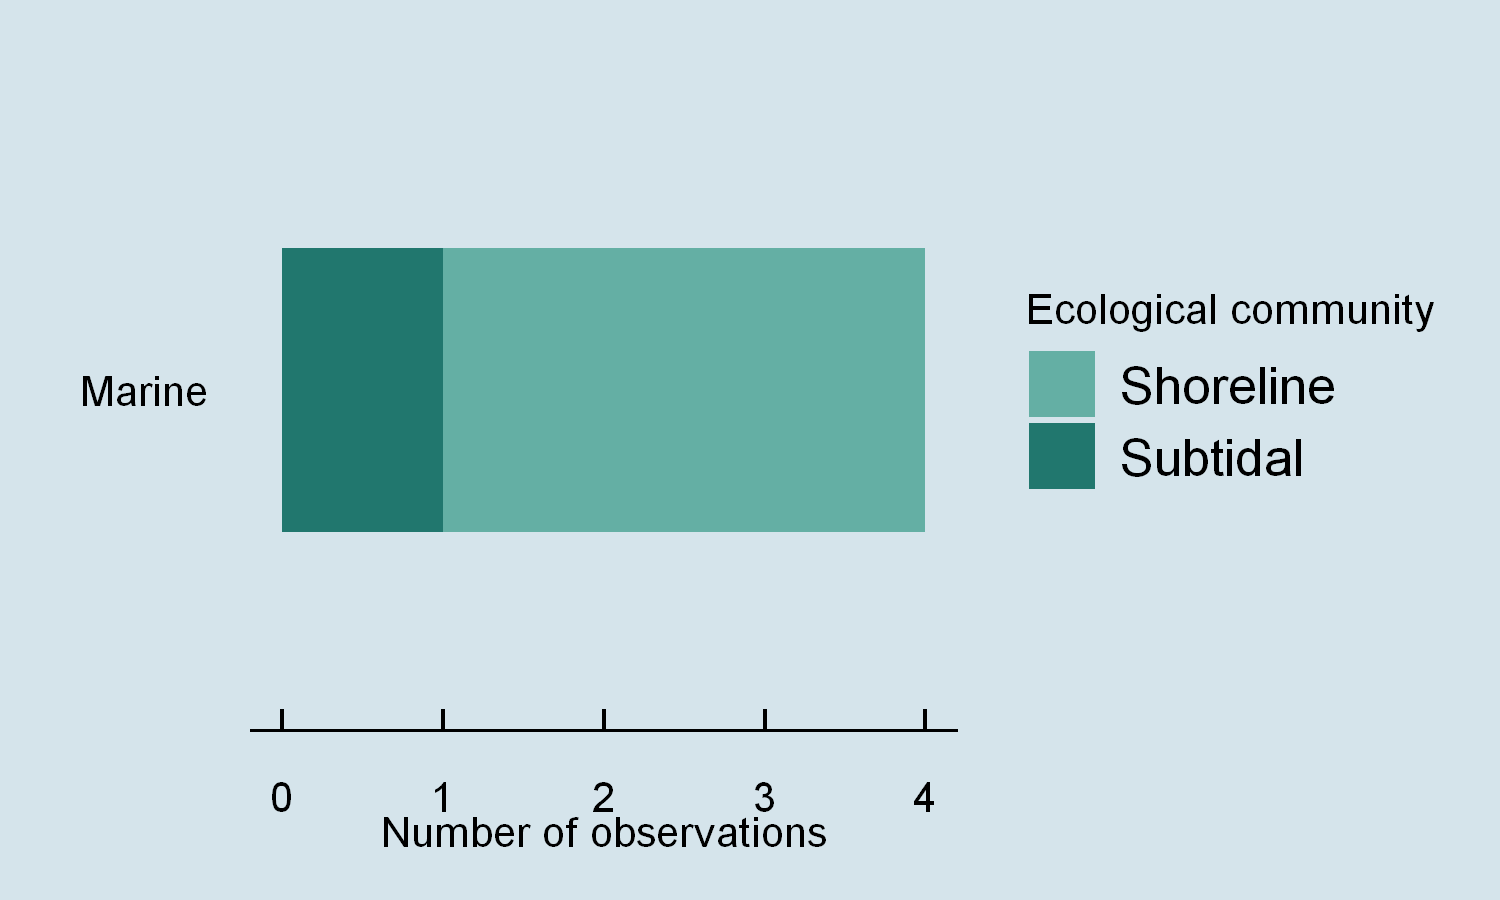 Marine
Ecological community
Shoreline
Subtidal
0 1 2 3 4
Number of observations